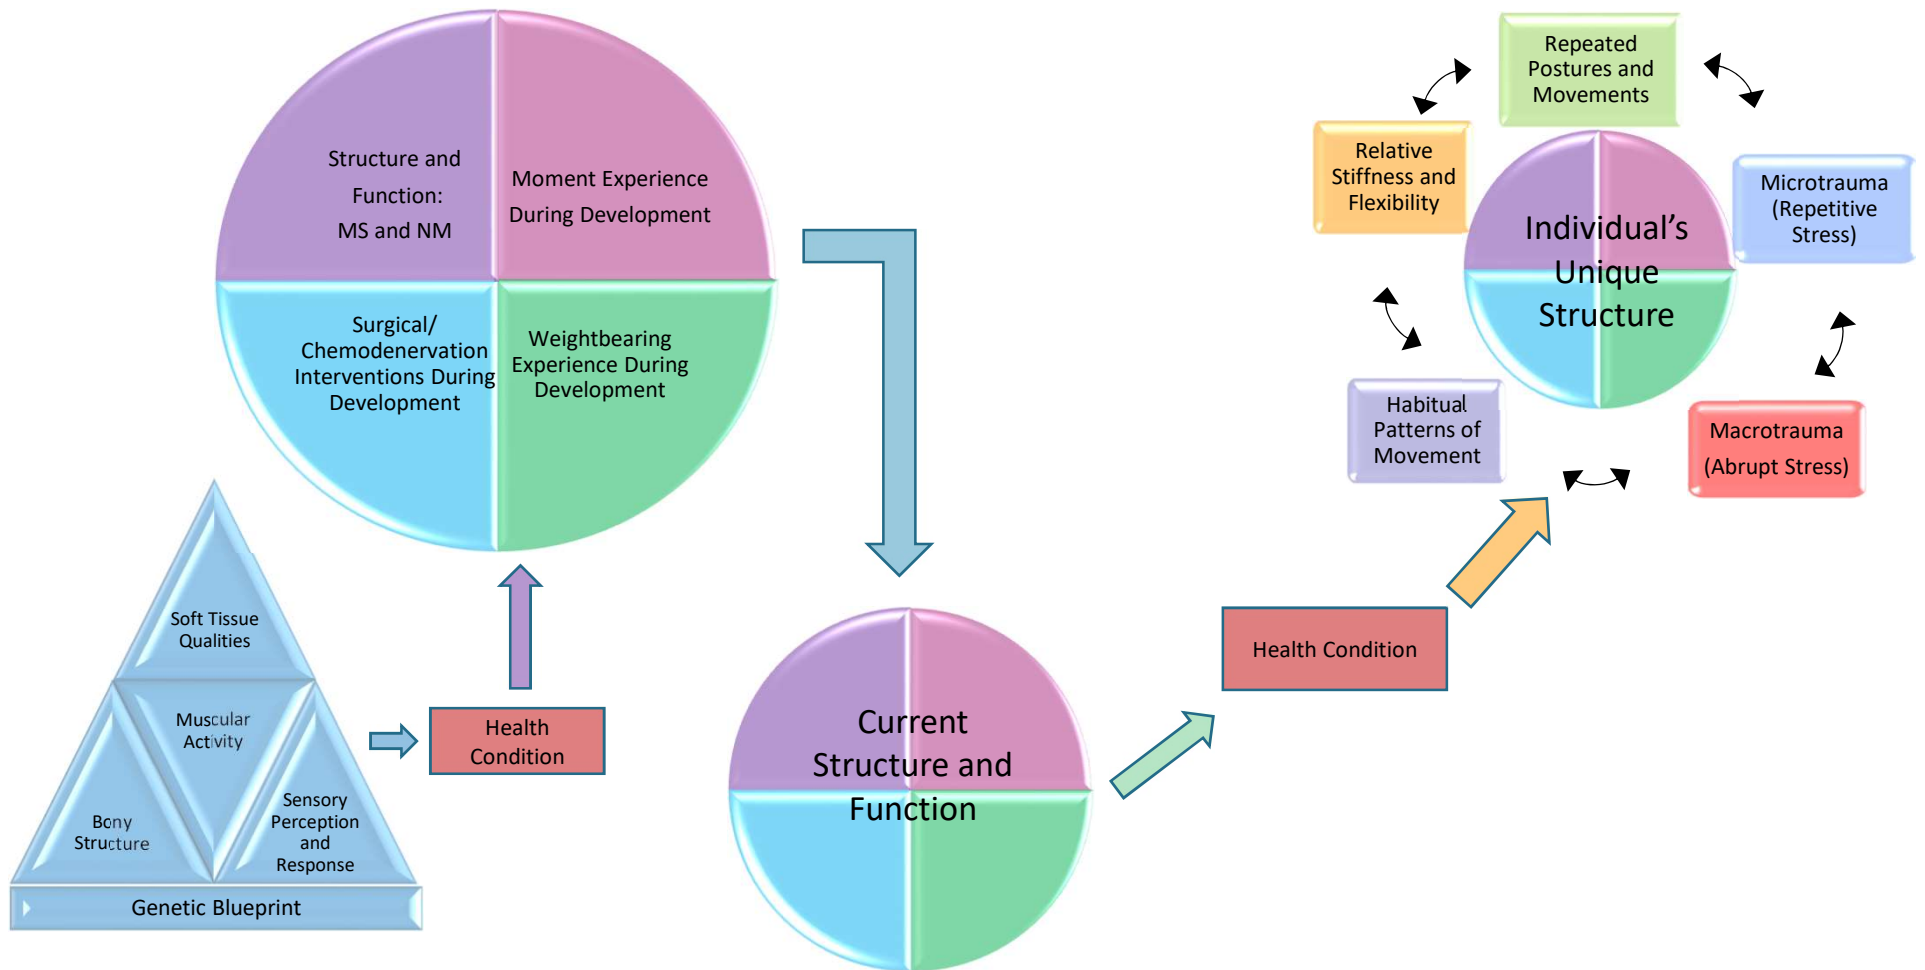 Structure and
Function:
MS and NM
Moment Experience
During Development
Surgical/
Chemodenervation
Interventions During
Development
Weightbearing
Experience During
Development
Soft Tissue
Qualities
Muscular
Activity
Bony
Structure
Sensory
Perception
and
Response
Genetic Blueprint
Health
Condition
Current
Structure and
Function
Health Condition
Repeated
Postures and
Movements
Relative
Stiffness and
Flexibility
Microtrauma
(Repetitive
Stress)
Individual’s
Unique
Structure
Habitual
Patterns of
Movement
Macrotrauma
(Abrupt Stress)